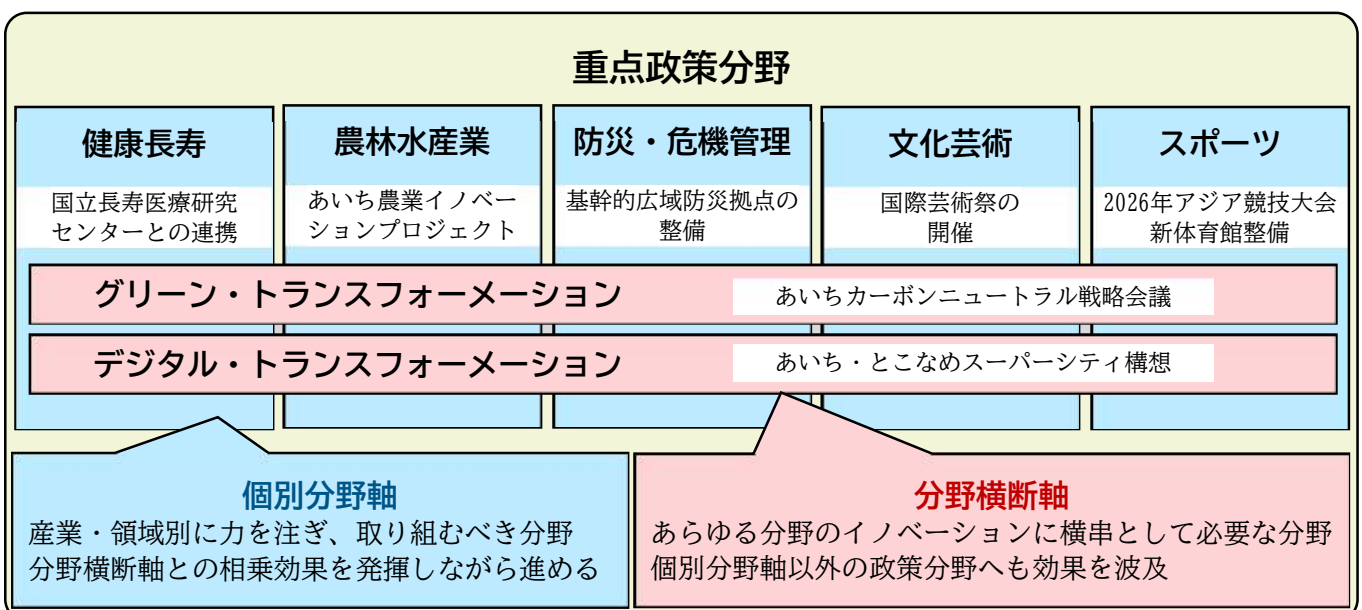 重点政策分野
健康長寿
国立長寿医療研究
センターとの連携
農林水産業
あいち農業イノベー
ションプロジェクト
防災・危機管理
基幹的広域防災拠点の
整備
文化芸術
国際芸術祭の
開催
スポーツ
2026年アジア競技大会
新体育館整備
グリーン・トランスフォーメーション
あいちカーボンニュートラル戦略会議
デジタル・トランスフォーメーション
あいち・とこなめスーパーシティ構想
個別分野軸
産業・領域別に力を注ぎ、取り組むべき分野
分野横断軸との相乗効果を発揮しながら進める
分野横断軸
あらゆる分野のイノベーションに横串として必要な分野
個別分野軸以外の政策分野へも効果を波及